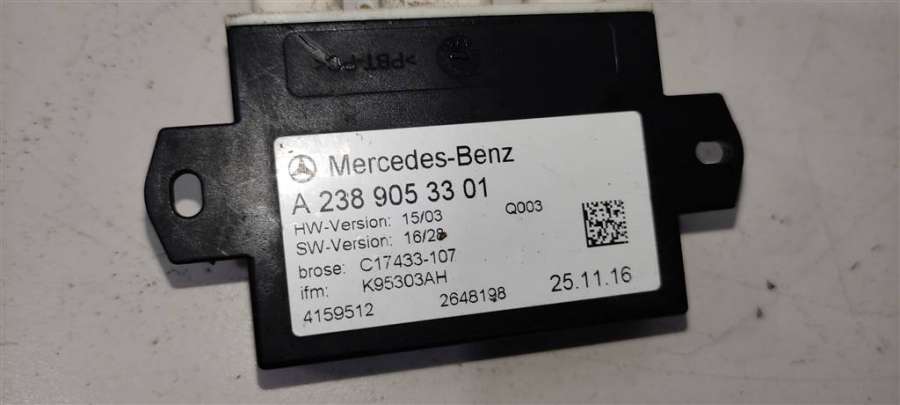 >PBT-PC<
Mercedes-Benz
A 238 905 33 01
HW-Version: 15/03 Q003
SW-Version: 16/28
brose: C17433-107
ifm: K95303AH
4159512 2648198 25.11.16